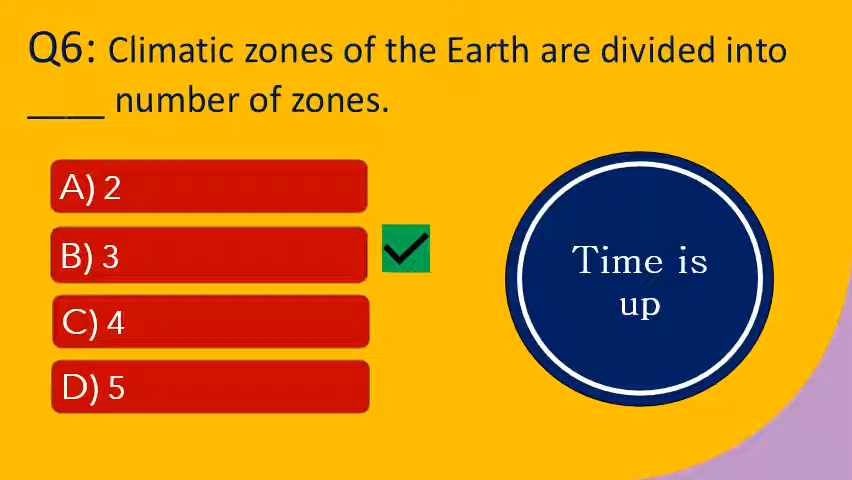 Q6: Climatic zones of the Earth are divided into
____ number of zones.
A) 2
B) 3
C) 4
D) 5
Time is
up